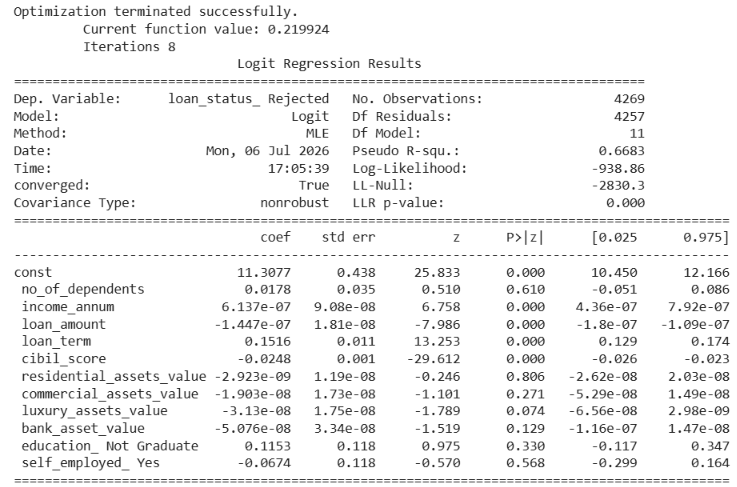 Optimization terminated successfully.
         Current function value: 0.219924
         Iterations 8
                           Logit Regression Results
==============================================================================
Dep. Variable:      loan_status_ Rejected   No. Observations:                 4269
Model:                              Logit   Df Residuals:                     4257
Method:                               MLE   Df Model:                           11
Date:                    Mon, 06 Jul 2026   Pseudo R-squ.:                  0.6683
Time:                            17:05:39   Log-Likelihood:                -938.86
converged:                           True   LL-Null:                       -2830.3
Covariance Type:                nonrobust   LLR p-value:                     0.000
==============================================================================
                               coef    std err          z      P>|z|      [0.025      0.975]
------------------------------------------------------------------------------
const                       11.3077      0.438     25.833      0.000      10.450      12.166
 no_of_dependents            0.0178      0.035      0.510      0.610      -0.051       0.086
 income_annum             6.137e-07   9.08e-08      6.758      0.000    4.36e-07    7.92e-07
 loan_amount             -1.447e-07   1.81e-08     -7.986      0.000    -1.8e-07   -1.09e-07
 loan_term                   0.1516      0.011     13.253      0.000       0.129       0.174
 cibil_score                -0.0248      0.001    -29.612      0.000      -0.026      -0.023
 residential_assets_value -2.923e-09   1.19e-08     -0.246      0.806   -2.62e-08    2.03e-08
 commercial_assets_value  -1.903e-08   1.73e-08     -1.101      0.271   -5.29e-08    1.49e-08
 luxury_assets_value       -3.13e-08   1.75e-08     -1.789      0.074   -6.56e-08    2.98e-09
 bank_asset_value         -5.076e-08   3.34e-08     -1.519      0.129   -1.16e-07    1.47e-08
 education_ Not Graduate     0.1153      0.118      0.975      0.330      -0.117       0.347
 self_employed_ Yes         -0.0674      0.118     -0.570      0.568      -0.299       0.164
==============================================================================